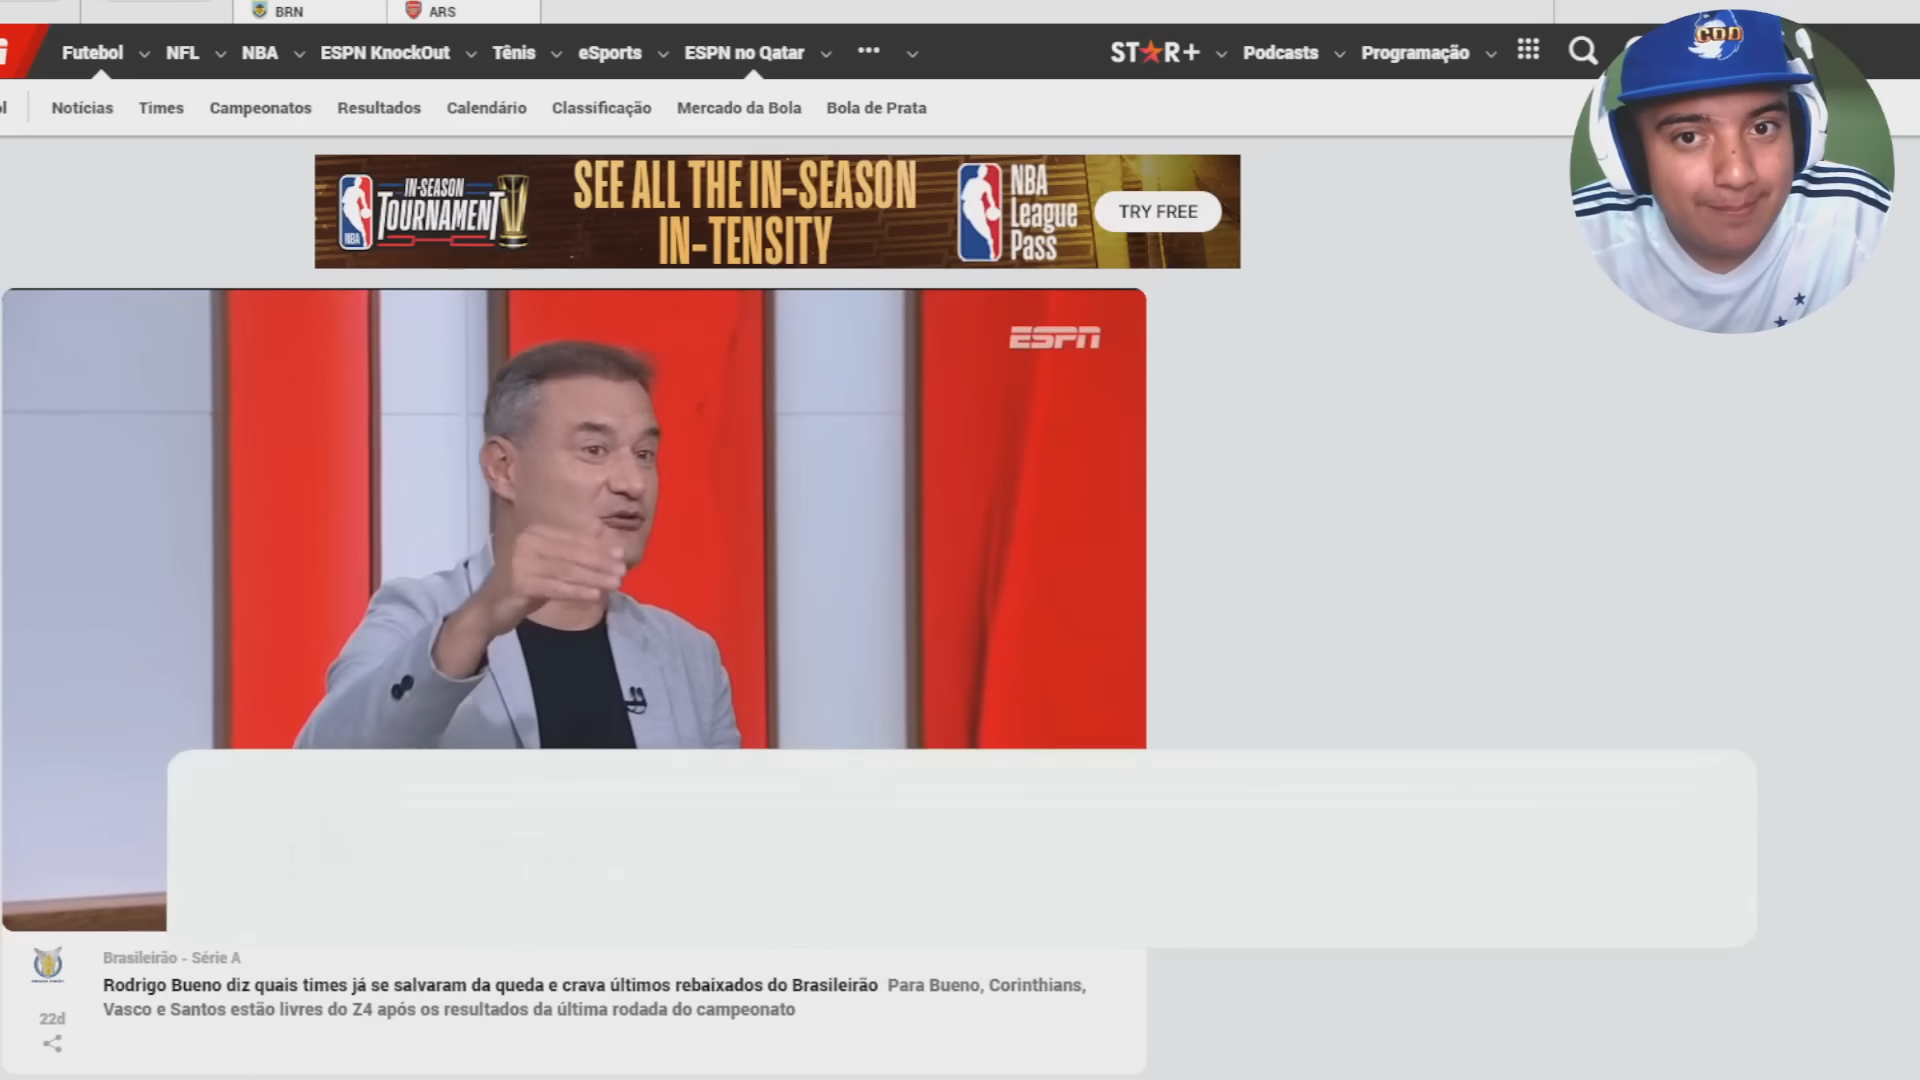 BRN
ARS
Futebol NFL NBA ESPN KnockOut Tênis eSports ESPN no Qatar ••• STAR+ Podcasts Programação
Notícias Times Campeonatos Resultados Calendário Classificação Mercado da Bola Bola de Prata
IN-SEASON
TOURNAMENT
NBA
SEE ALL THE IN-SEASON
IN-TENSITY
NBA
League
Pass
TRY FREE
ESPN
Brasileirão - Série A
Rodrigo Bueno diz quais times já se salvaram da queda e crava últimos rebaixados do Brasileirão Para Bueno, Corinthians,
Vasco e Santos estão livres do Z4 após os resultados da última rodada do campeonato
22d